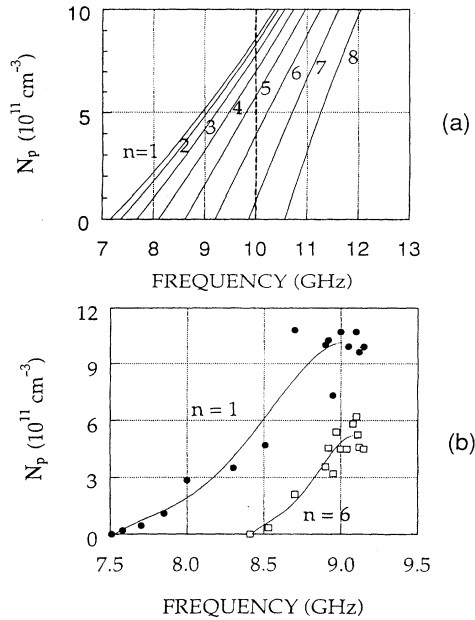 10
5
0
N_p (10^11 cm^-3)
n=1
2
3
4
5
6
7
8
(a)
7 8 9 10 11 12 13
FREQUENCY (GHz)
12
9
6
3
0
N_p (10^11 cm^-3)
n = 1
n = 6
(b)
7.5 8.0 8.5 9.0 9.5
FREQUENCY (GHz)